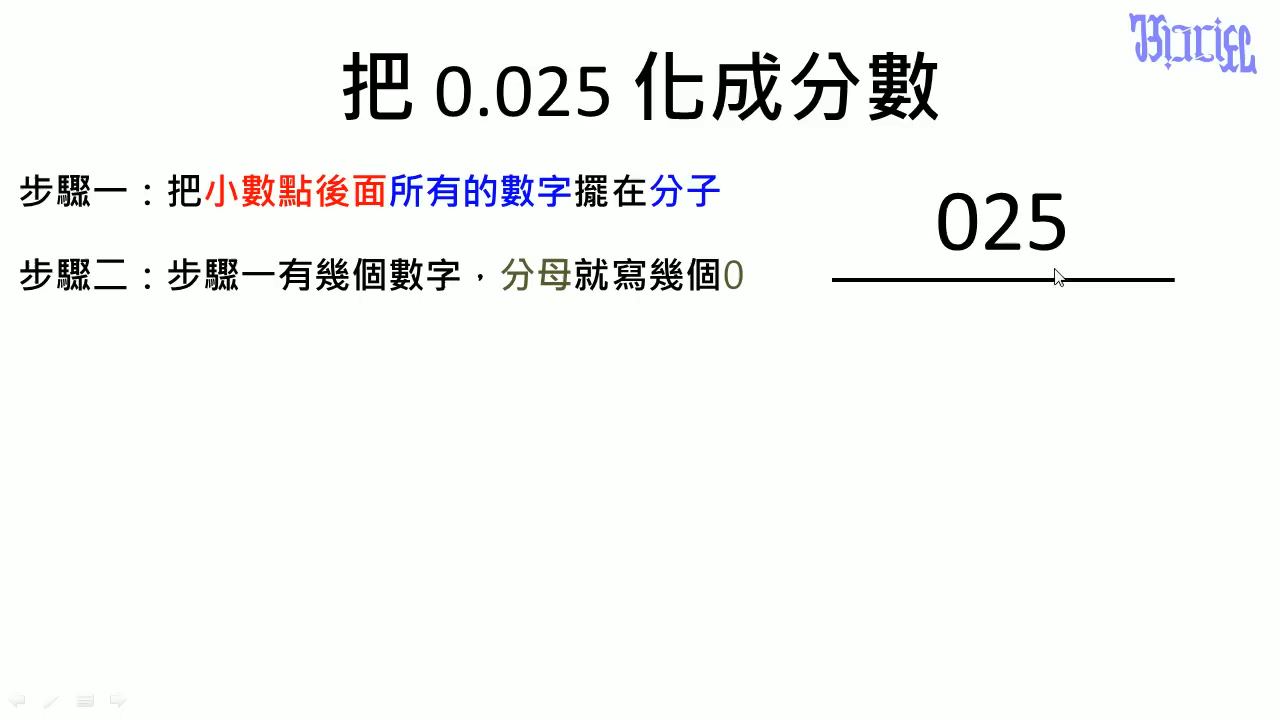 把 0.025 化成分數
步驟一：把小數點後面所有的數字擺在分子
025
步驟二：步驟一有幾個數字，分母就寫幾個0